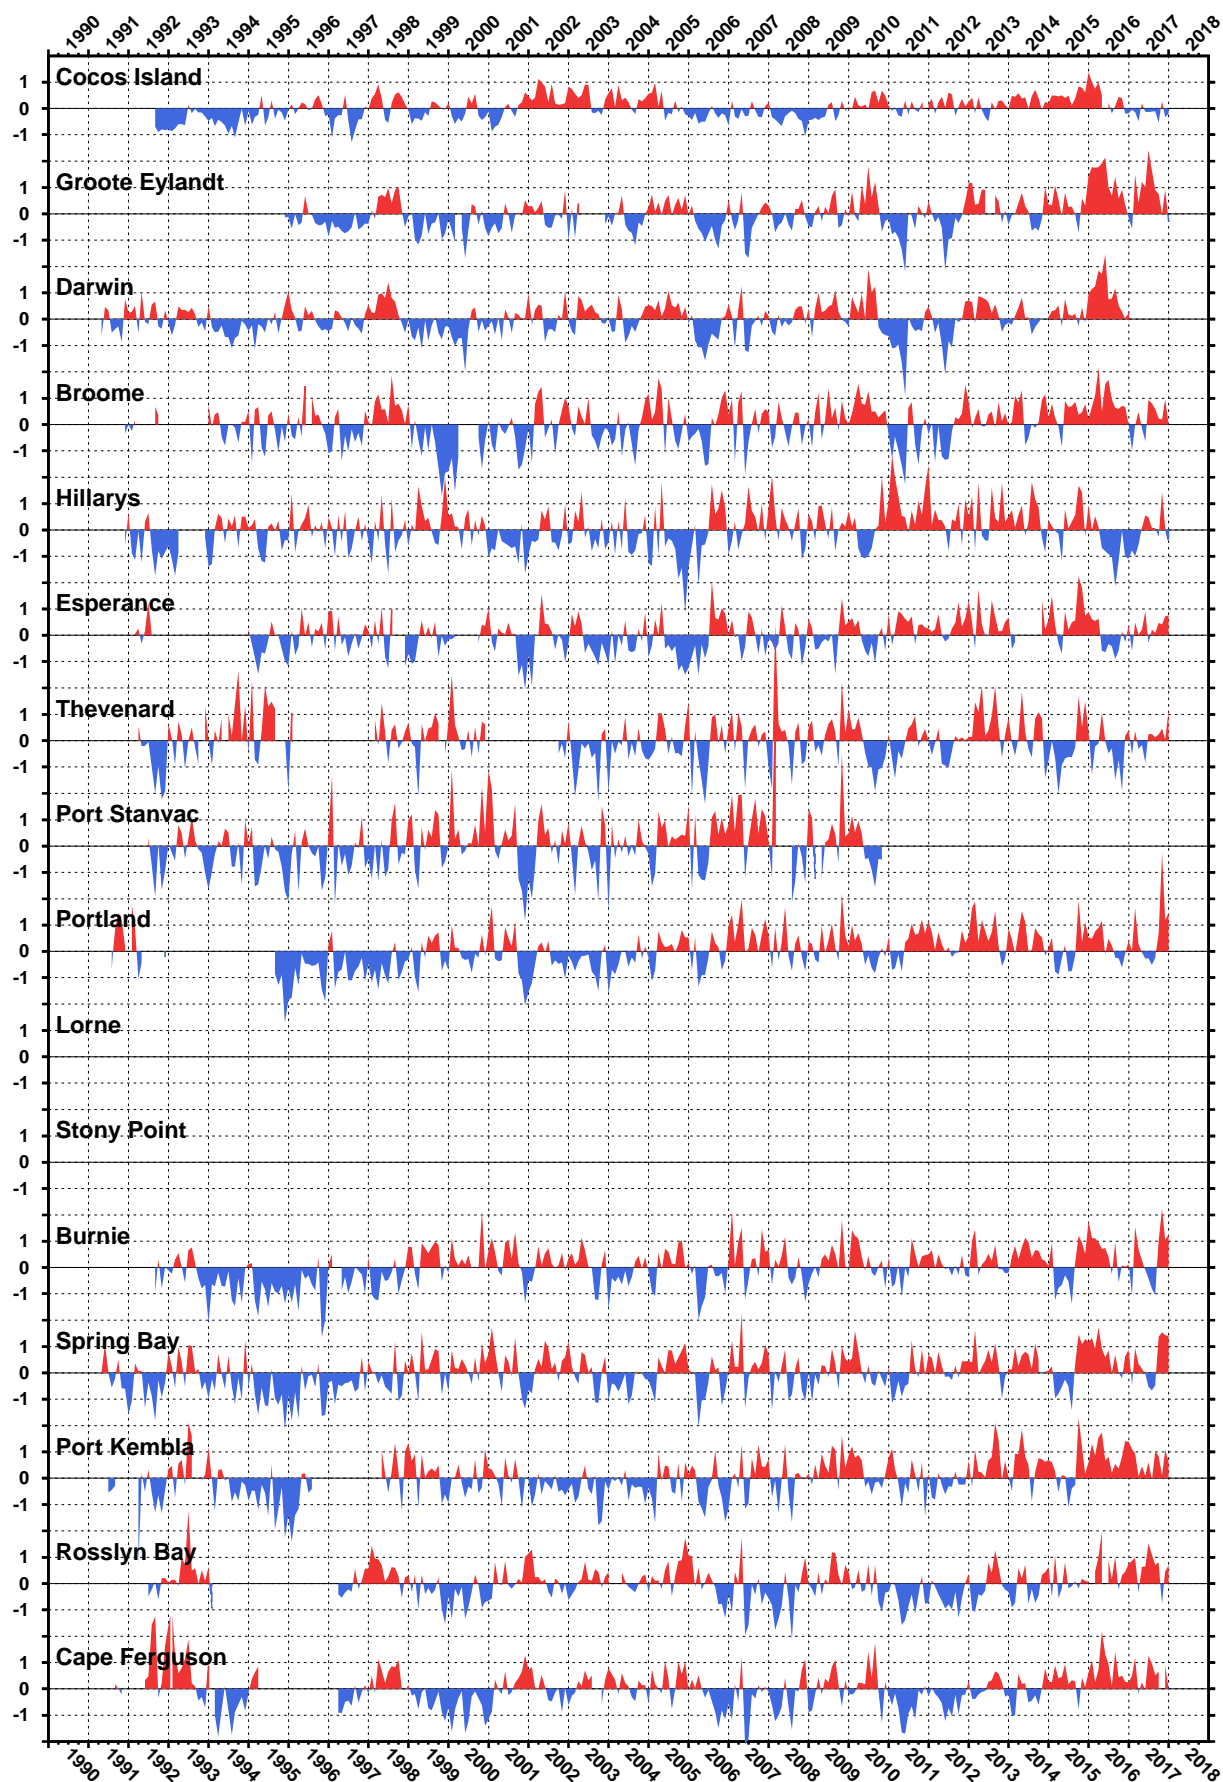 1990 1991 1992 1993 1994 1995 1996 1997 1998 1999 2000 2001 2002 2003 2004 2005 2006 2007 2008 2009 2010 2011 2012 2013 2014 2015 2016 2017 2018
Cocos Island
1
0
-1
Groote Eylandt
1
0
-1
Darwin
1
0
-1
Broome
1
0
-1
Hillarys
1
0
-1
Esperance
1
0
-1
Thevenard
1
0
-1
Port Stanvac
1
0
-1
Portland
1
0
-1
Lorne
1
0
-1
Stony Point
1
0
-1
Burnie
1
0
-1
Spring Bay
1
0
-1
Port Kembla
1
0
-1
Rosslyn Bay
1
0
-1
Cape Ferguson
1
0
-1
1990 1991 1992 1993 1994 1995 1996 1997 1998 1999 2000 2001 2002 2003 2004 2005 2006 2007 2008 2009 2010 2011 2012 2013 2014 2015 2016 2017 2018